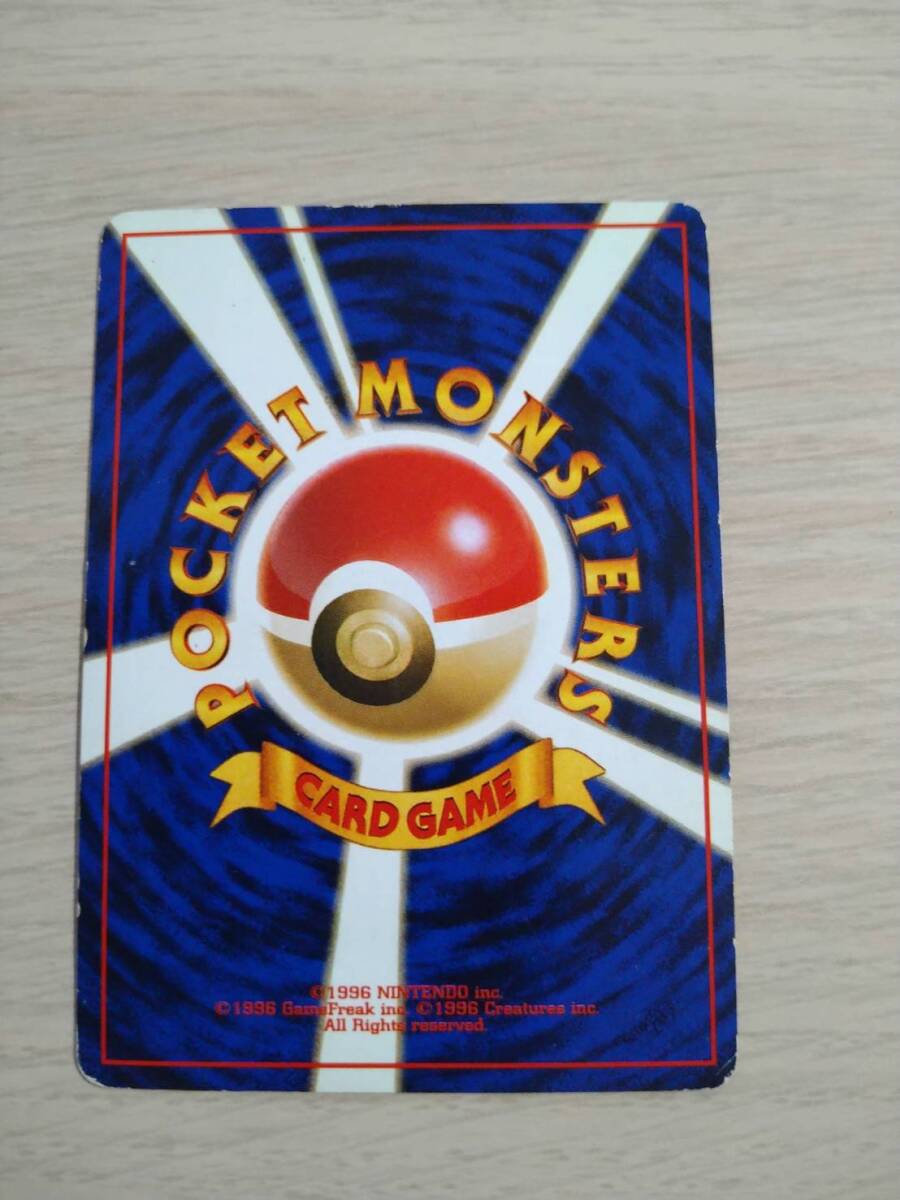 POCKET MONSTERS
CARD GAME
©1996 NINTENDO inc.
©1996 GameFreak inc. ©1996 Creatures inc.
All Rights reserved.